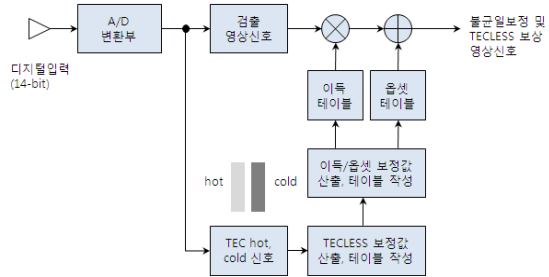 A/D
변환부
검출
영상신호
불균일보정 및
TECLESS 보상
영상신호
디지털입력
(14-bit)
이득
테이블
옵셋
테이블
hot
cold
이득/옵셋 보정값
산출, 테이블 작성
TEC hot,
cold 신호
TECLESS 보정값
산출, 테이블 작성